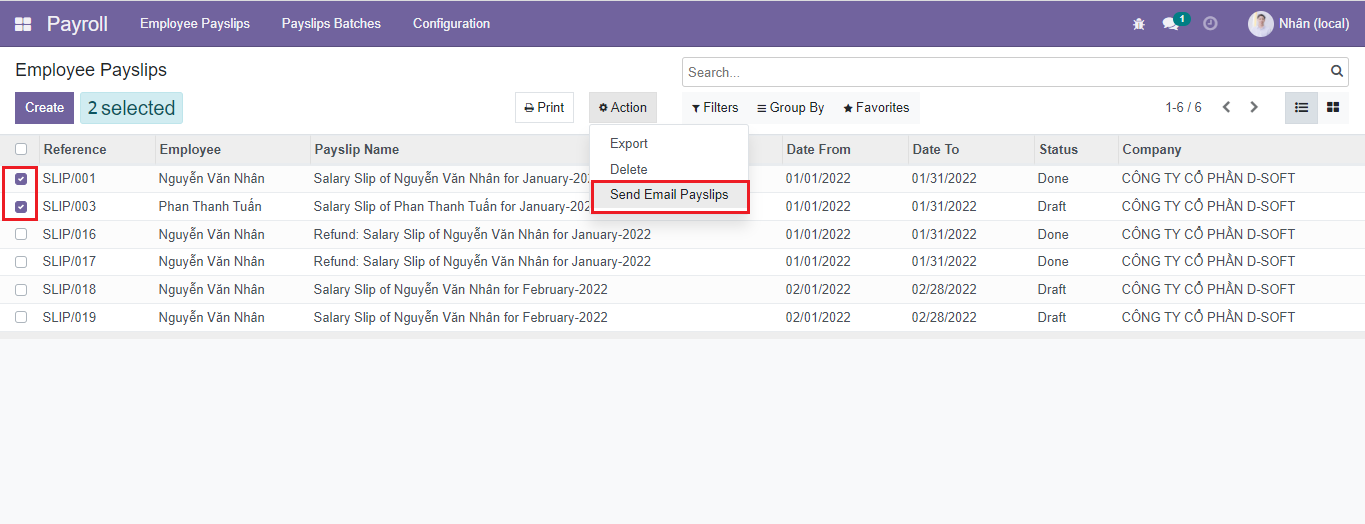 Payroll Employee Payslips Payslips Batches Configuration 1 Nhân (local)
Employee Payslips Search...
Create 2 selected Print Action Filters Group By Favorites 1-6 / 6
Export
Delete
Send Email Payslips
Reference Employee Payslip Name Date From Date To Status Company
SLIP/001 Nguyễn Văn Nhân Salary Slip of Nguyễn Văn Nhân for January-202 01/01/2022 01/31/2022 Done CÔNG TY CỔ PHẦN D-SOFT
SLIP/003 Phan Thanh Tuấn Salary Slip of Phan Thanh Tuấn for January-202 01/01/2022 01/31/2022 Draft CÔNG TY CỔ PHẦN D-SOFT
SLIP/016 Nguyễn Văn Nhân Refund: Salary Slip of Nguyễn Văn Nhân for January-2022 01/01/2022 01/31/2022 Done CÔNG TY CỔ PHẦN D-SOFT
SLIP/017 Nguyễn Văn Nhân Refund: Salary Slip of Nguyễn Văn Nhân for January-2022 01/01/2022 01/31/2022 Done CÔNG TY CỔ PHẦN D-SOFT
SLIP/018 Nguyễn Văn Nhân Salary Slip of Nguyễn Văn Nhân for February-2022 02/01/2022 02/28/2022 Draft CÔNG TY CỔ PHẦN D-SOFT
SLIP/019 Nguyễn Văn Nhân Salary Slip of Nguyễn Văn Nhân for February-2022 02/01/2022 02/28/2022 Draft CÔNG TY CỔ PHẦN D-SOFT